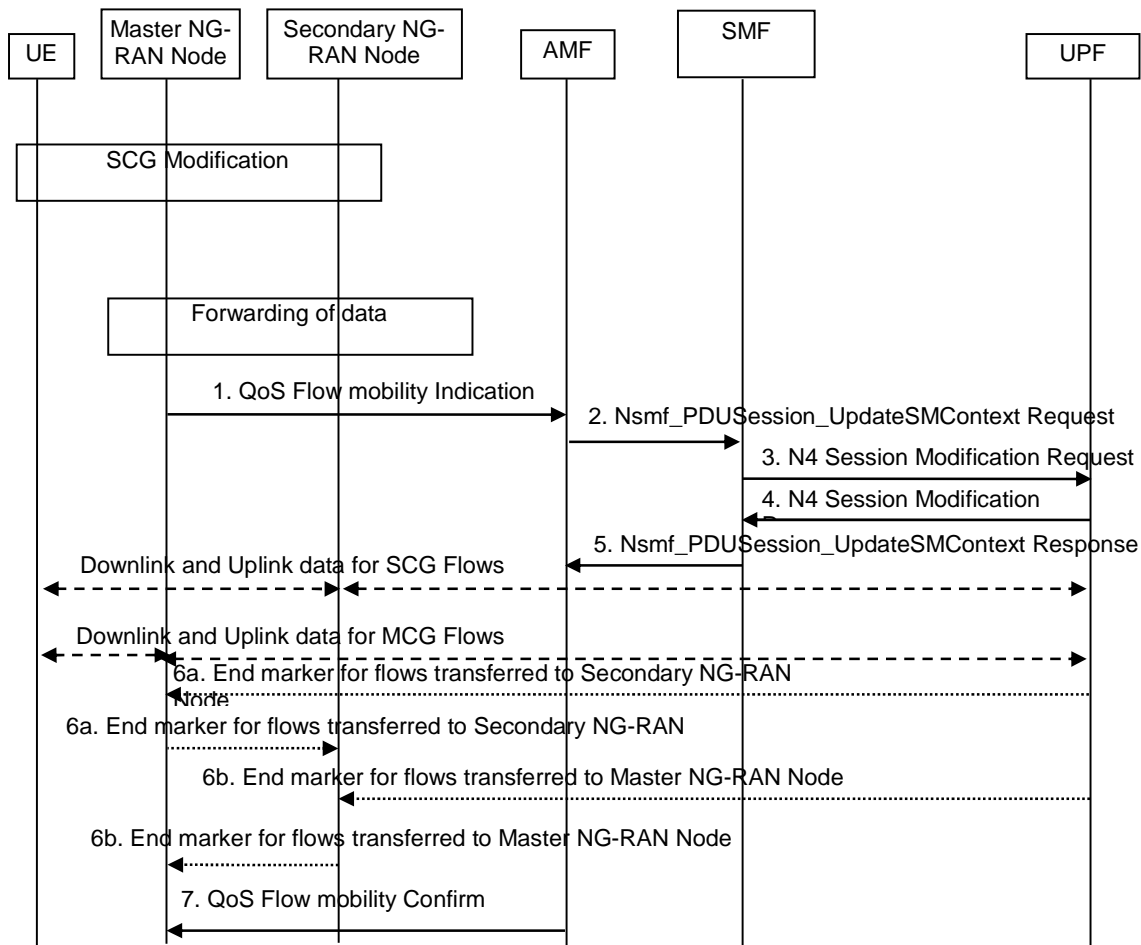 Master NG-
RAN Node
Secondary NG-
RAN Node
UE
AMF
SMF
UPF
SCG Modification
Forwarding of data
1. QoS Flow mobility Indication
2. Nsmf_PDUSession_UpdateSMContext Request
3. N4 Session Modification Request
4. N4 Session Modification
5. Nsmf_PDUSession_UpdateSMContext Response
Downlink and Uplink data for SCG Flows
Downlink and Uplink data for MCG Flows
6a. End marker for flows transferred to Secondary NG-RAN
Node
6a. End marker for flows transferred to Secondary NG-RAN
6b. End marker for flows transferred to Master NG-RAN Node
6b. End marker for flows transferred to Master NG-RAN Node
7. QoS Flow mobility Confirm